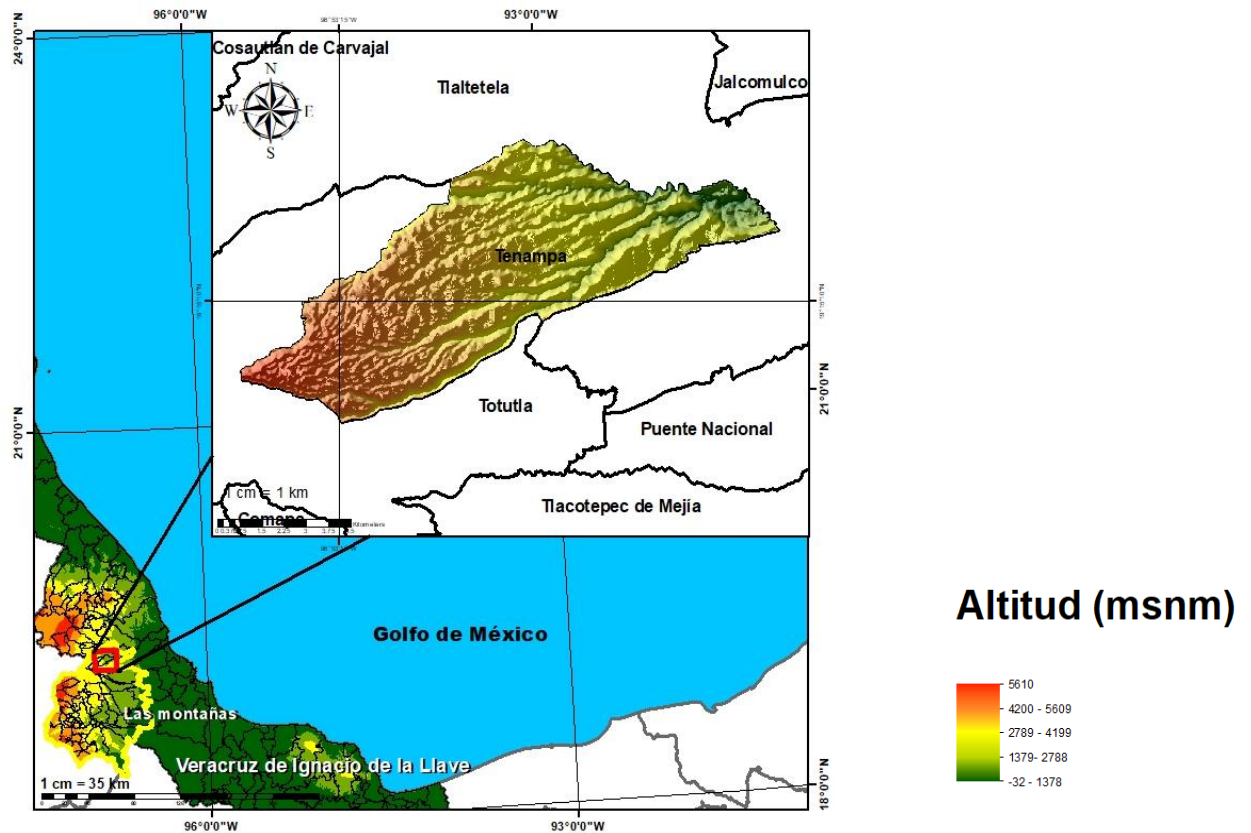 96°0'0"W
93°0'0"W
24°0'0"N
Cosautlán de Carvajal
Tlaltetela
Jalcomulco
N
W
E
S
Tenampa
Totutla
21°0'0"N
21°0'0"N
Puente Nacional
1 cm = 1 km
Tlacotepec de Mejía
Comapa
Kilometers
Golfo de México
Altitud (msnm)
5610
4200 - 5609
2789 - 4199
1379- 2788
-32 - 1378
Las montañas
Veracruz de Ignacio de la Llave
1 cm = 35 km
18°0'0"N
96°0'0"W
93°0'0"W